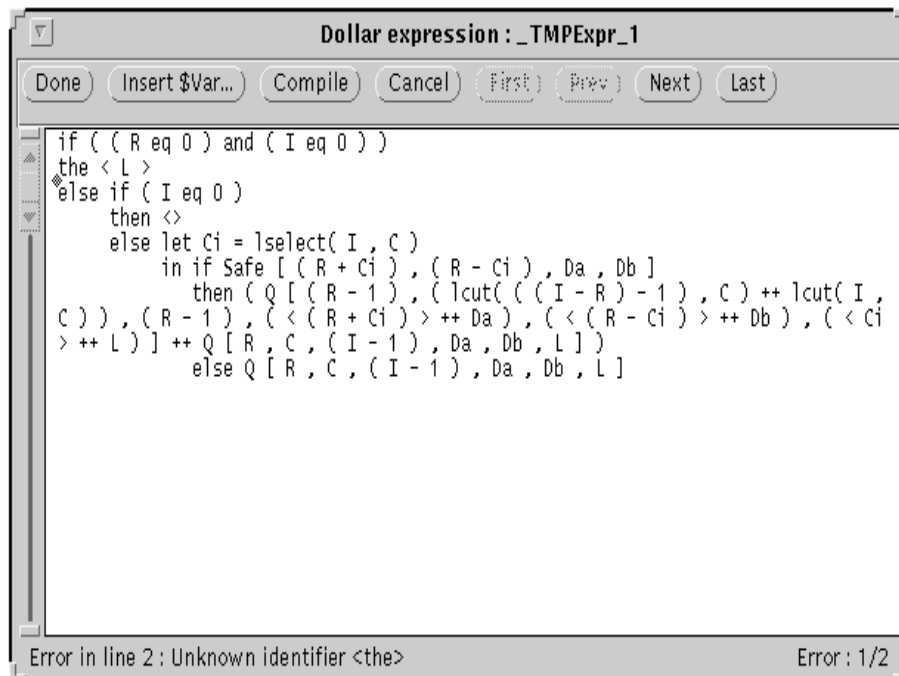 Dollar expression : _TMPExpr_1
Done Insert $Var... Compile Cancel First Prev Next Last
if ( ( R eq 0 ) and ( I eq 0 ) )
the < L >
else if ( I eq 0 )
then <>
else let Ci = lselect( I , C )
in if Safe [ ( R + Ci ) , ( R - Ci ) , Da , Db ]
then ( Q [ ( R - 1 ) , ( lcut( ( ( I - R ) - 1 ) , C ) ++ lcut( I ,
C ) ) , ( R - 1 ) , ( < ( R + Ci ) > ++ Da ) , ( < ( R - Ci ) > ++ Db ) , ( < Ci
> ++ L ) ] ++ Q [ R , C , ( I - 1 ) , Da , Db , L ] )
else Q [ R , C , ( I - 1 ) , Da , Db , L ]
Error in line 2 : Unknown identifier <the> Error : 1/2